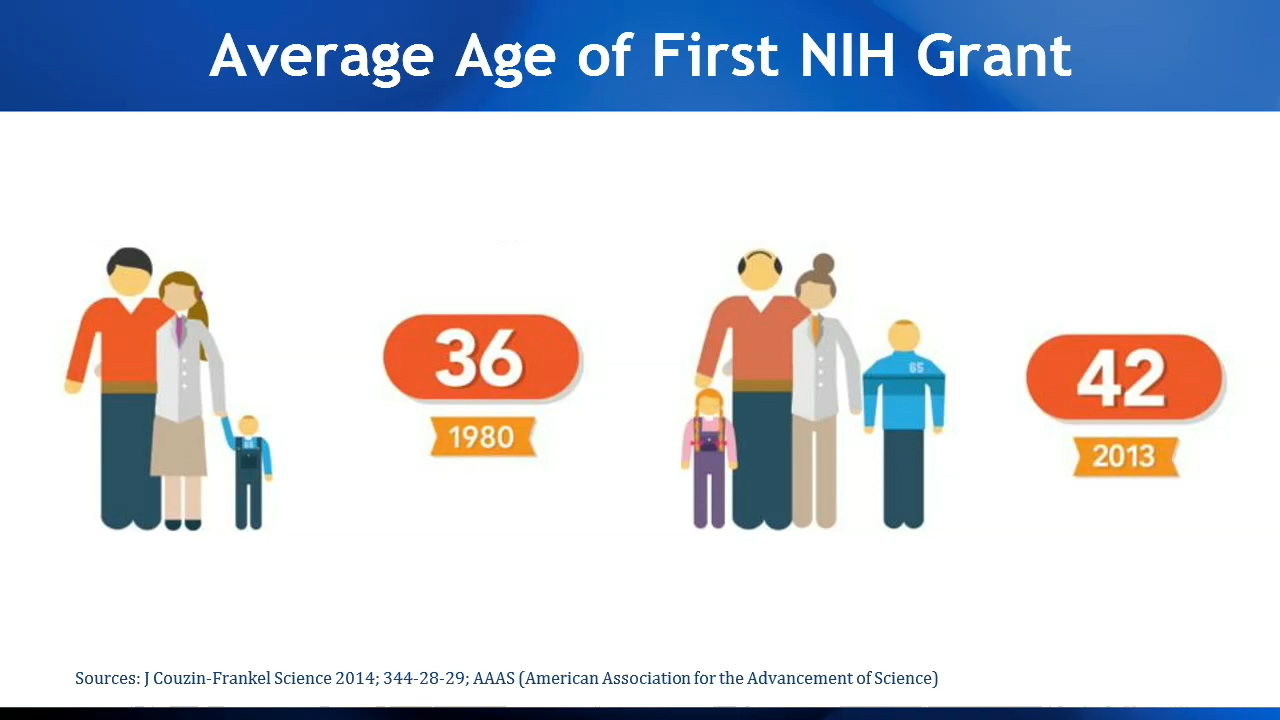 Average Age of First NIH Grant
36
1980
65
42
2013
Sources: J Couzin-Frankel Science 2014; 344-28-29; AAAS (American Association for the Advancement of Science)